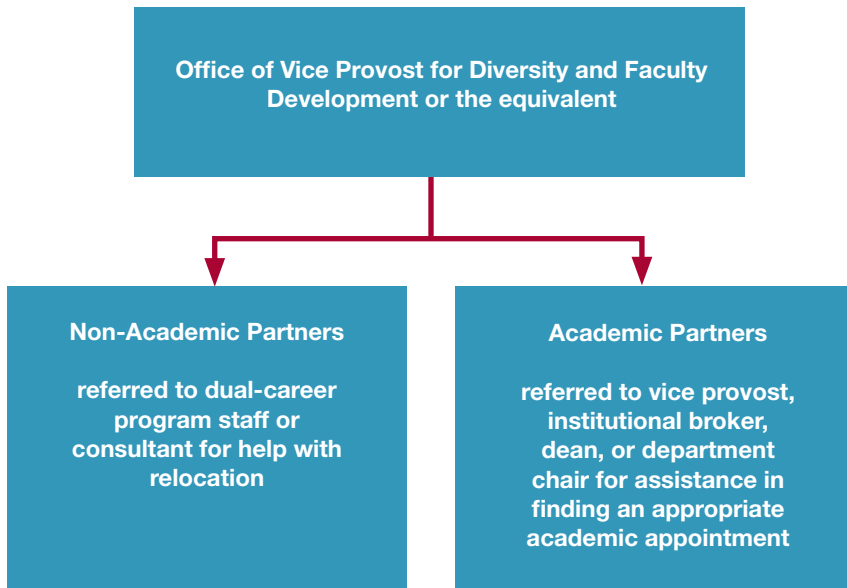 Office of Vice Provost for Diversity and Faculty
Development or the equivalent
Non-Academic Partners
referred to dual-career
program staff or
consultant for help with
relocation
Academic Partners
referred to vice provost,
institutional broker,
dean, or department
chair for assistance in
finding an appropriate
academic appointment